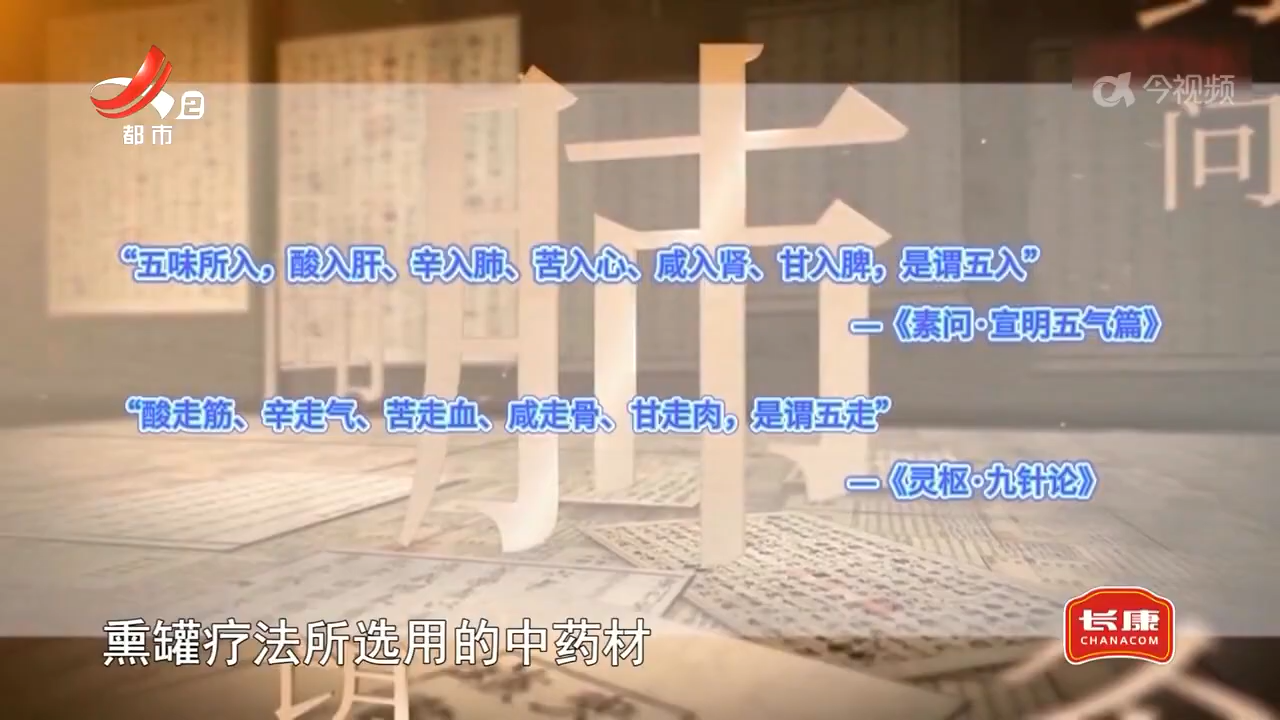 都市2
今视频
肺
问
“五味所入，酸入肝、辛入肺、苦入心、咸入肾、甘入脾，是谓五入”
—《素问·宣明五气篇》
“酸走筋、辛走气、苦走血、咸走骨、甘走肉，是谓五走”
—《灵枢·九针论》
熏罐疗法所选用的中药材
长康
CHANACOM